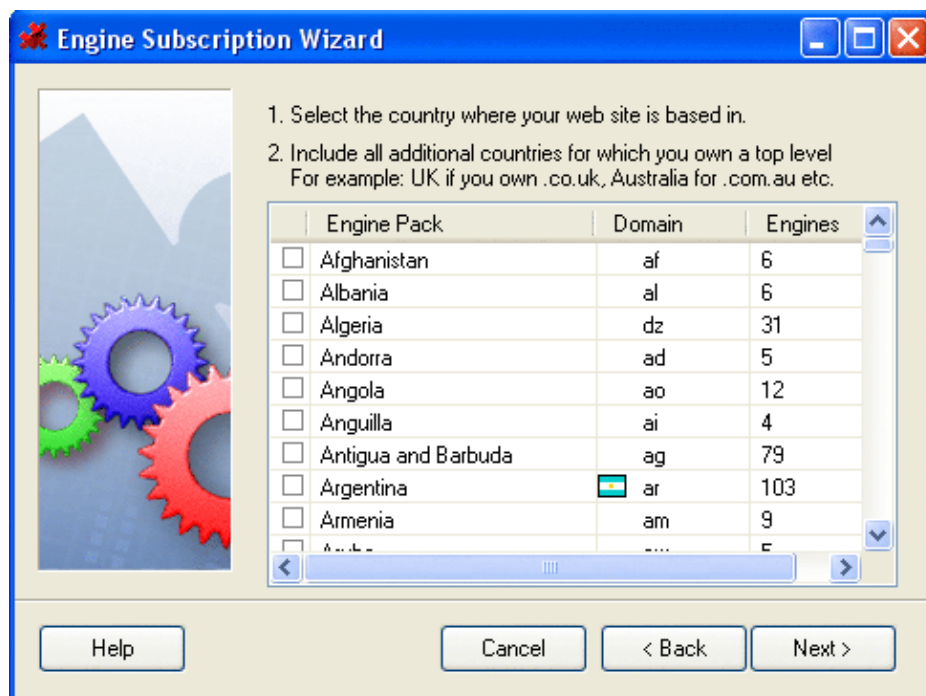 Engine Subscription Wizard
1. Select the country where your web site is based in.
2. Include all additional countries for which you own a top level
For example: UK if you own .co.uk, Australia for .com.au etc.
Engine Pack Domain Engines
Afghanistan af 6
Albania al 6
Algeria dz 31
Andorra ad 5
Angola ao 12
Anguilla ai 4
Antigua and Barbuda ag 79
Argentina ar 103
Armenia am 9
Help Cancel < Back Next >